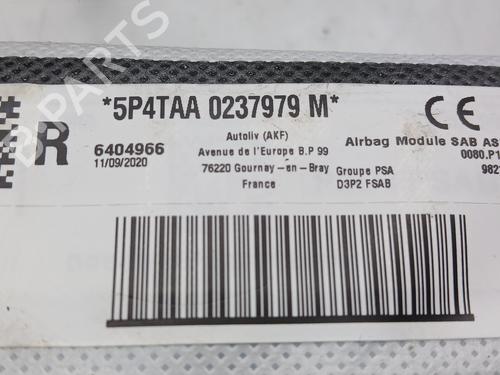 *5P4TAA 0237979 M*
R
6404966
11/09/2020
Autoliv (AKF)
Avenue de l'Europe B.P 99
76220 Gournay-en-Bray
France
CE
Airbag Module SAB AS
0080.P1
Groupe PSA
982
D3P2 FSAB
B-PARTS